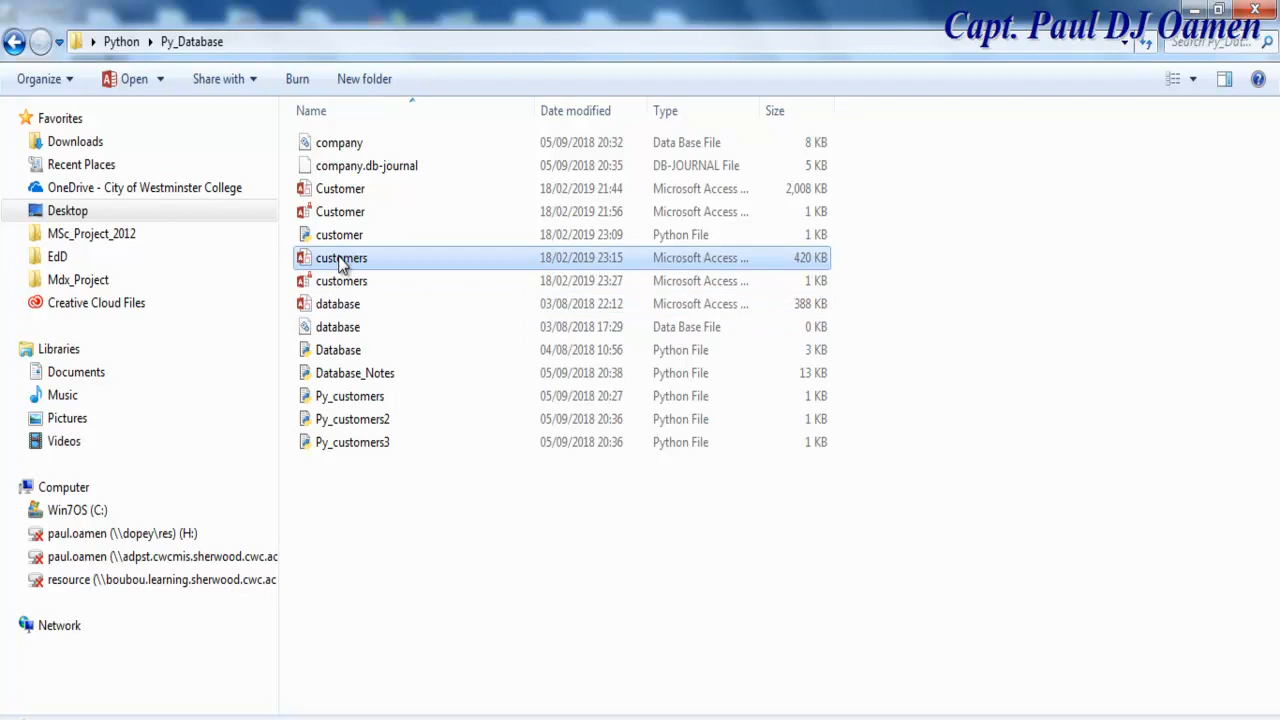 Capt. Paul DJ Oamen
Python
Py_Database
Search Py_Dat...
Organize
Open
Share with
Burn
New folder
Favorites
Downloads
Recent Places
OneDrive - City of Westminster College
Desktop
MSc_Project_2012
EdD
Mdx_Project
Creative Cloud Files
Libraries
Documents
Music
Pictures
Videos
Computer
Win7OS (C:)
paul.oamen (\\dopey\res) (H:)
paul.oamen (\\adpst.cwcmis.sherwood.cwc.ac
resource (\\boubou.learning.sherwood.cwc.ac
Network
Name Date modified Type Size
company 05/09/2018 20:32 Data Base File 8 KB
company.db-journal 05/09/2018 20:35 DB-JOURNAL File 5 KB
Customer 18/02/2019 21:44 Microsoft Access ... 2,008 KB
Customer 18/02/2019 21:56 Microsoft Access ... 1 KB
customer 18/02/2019 23:09 Python File 1 KB
customers 18/02/2019 23:15 Microsoft Access ... 420 KB
customers 18/02/2019 23:27 Microsoft Access ... 1 KB
database 03/08/2018 22:12 Microsoft Access ... 388 KB
database 03/08/2018 17:29 Data Base File 0 KB
Database 04/08/2018 10:56 Python File 3 KB
Database_Notes 05/09/2018 20:38 Python File 13 KB
Py_customers 05/09/2018 20:27 Python File 1 KB
Py_customers2 05/09/2018 20:36 Python File 1 KB
Py_customers3 05/09/2018 20:36 Python File 1 KB